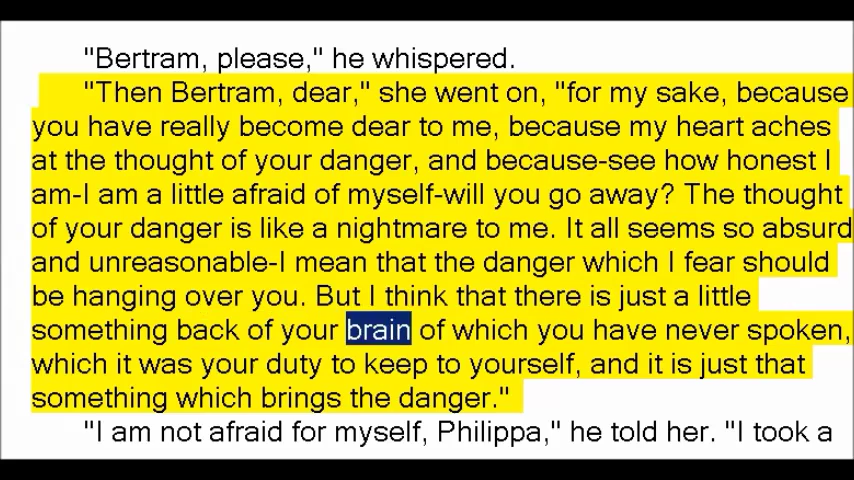 "Bertram, please," he whispered.
"Then Bertram, dear," she went on, "for my sake, because
you have really become dear to me, because my heart aches
at the thought of your danger, and because-see how honest I
am-I am a little afraid of myself-will you go away? The thought
of your danger is like a nightmare to me. It all seems so absurd
and unreasonable-I mean that the danger which I fear should
be hanging over you. But I think that there is just a little
something back of your brain of which you have never spoken,
which it was your duty to keep to yourself, and it is just that
something which brings the danger."
"I am not afraid for myself, Philippa," he told her. "I took a